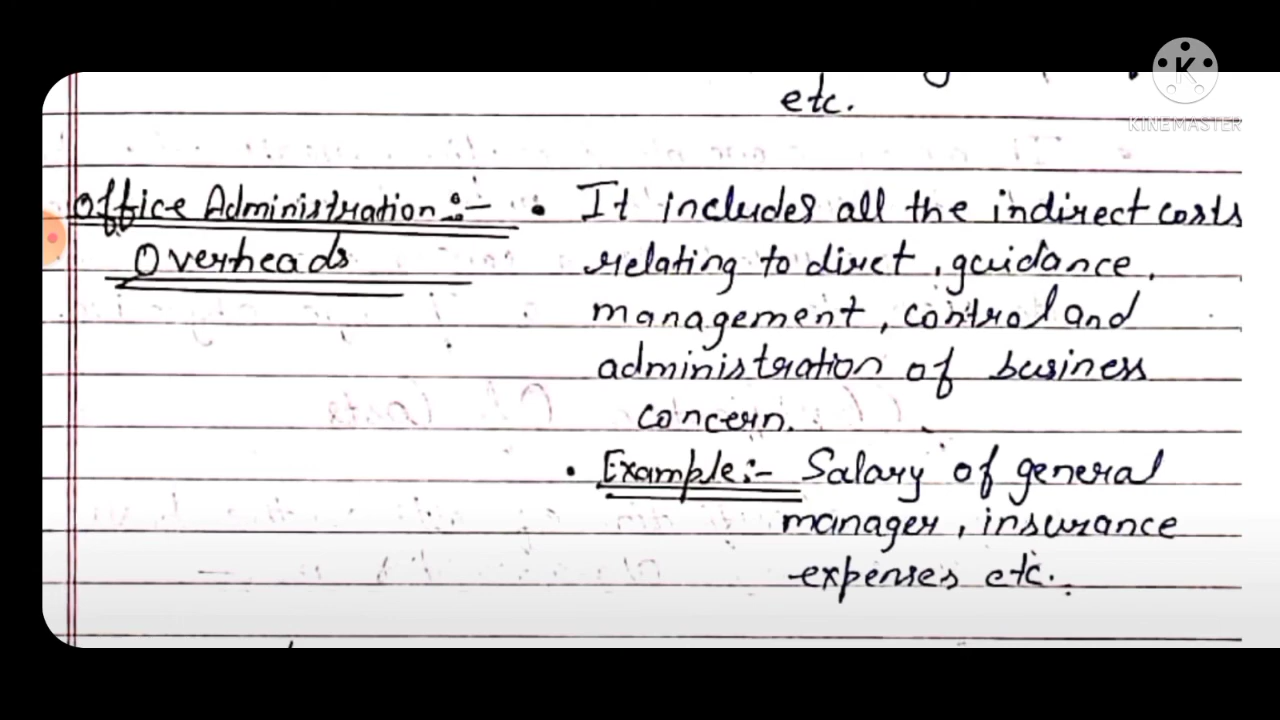 etc.
KINEMASTER
Office Administration :-
Overheads
• It includes all the indirect costs
relating to direct, guidance,
management, control and
administration of business
concern.
• Example:- Salary of general
manager, insurance
expenses etc.